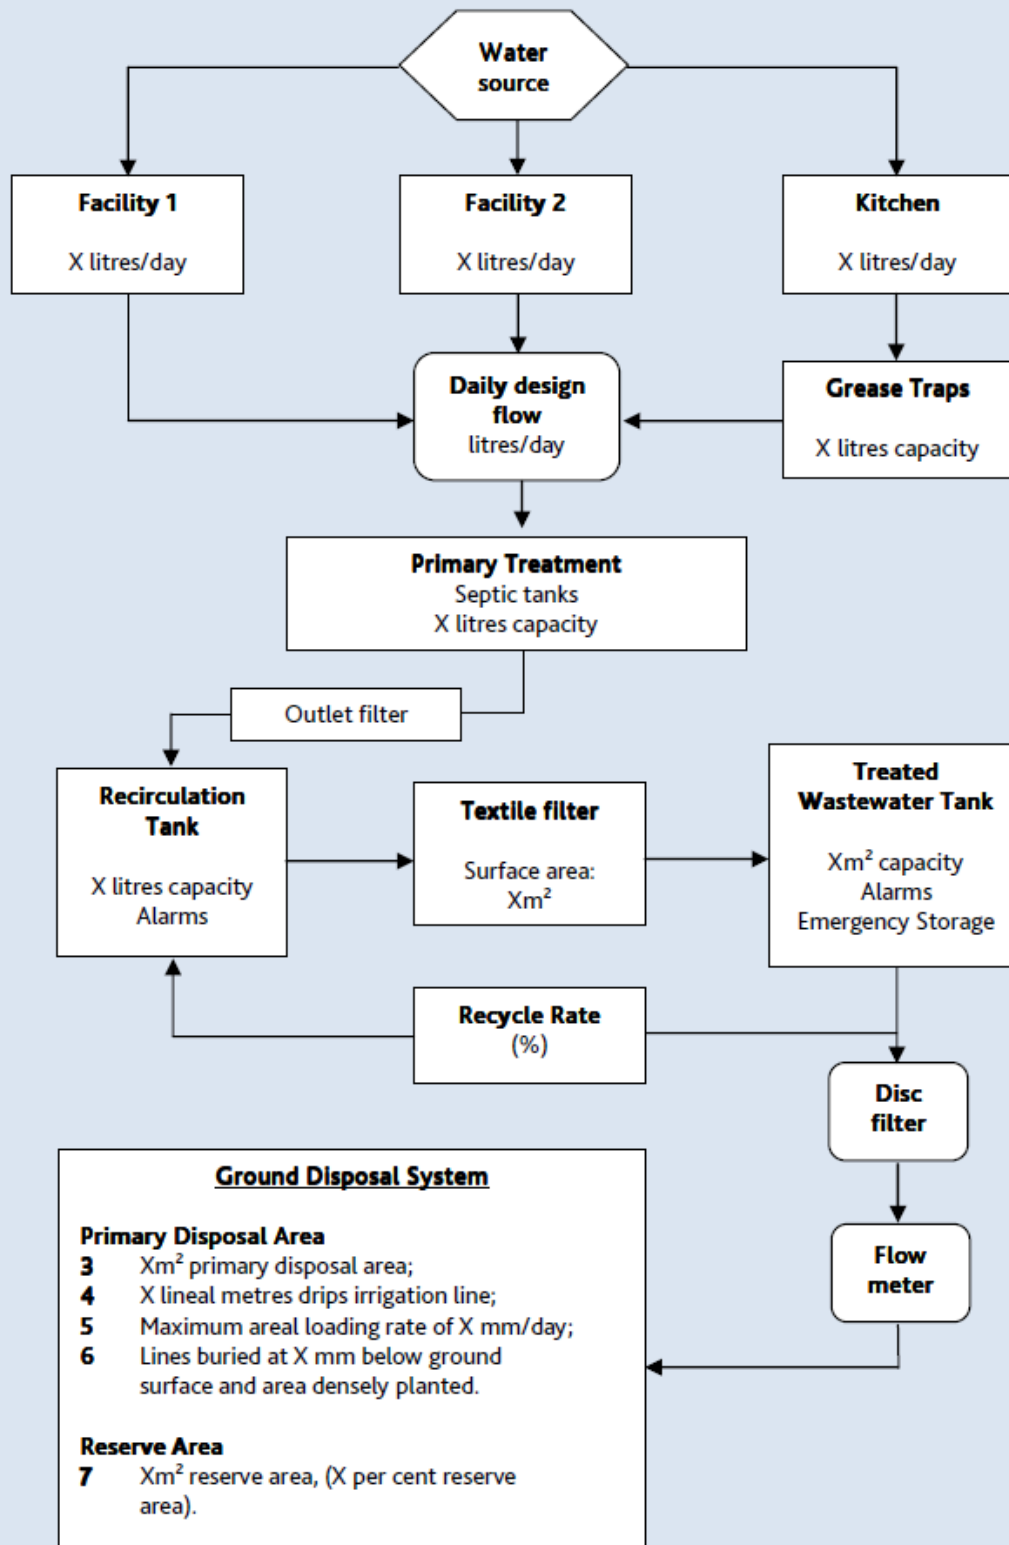 Water
source
Facility 1
X litres/day
Facility 2
X litres/day
Kitchen
X litres/day
Daily design
flow
litres/day
Grease Traps
X litres capacity
Primary Treatment
Septic tanks
X litres capacity
Outlet filter
Recirculation
Tank
X litres capacity
Alarms
Textile filter
Surface area:
Xm²
Treated
Wastewater Tank
Xm² capacity
Alarms
Emergency Storage
Recycle Rate
(%)
Disc
filter
Flow
meter
Ground Disposal System
Primary Disposal Area
3 Xm² primary disposal area;
4 X lineal metres drips irrigation line;
5 Maximum areal loading rate of X mm/day;
6 Lines buried at X mm below ground
surface and area densely planted.
Reserve Area
7 Xm² reserve area, (X per cent reserve
area).